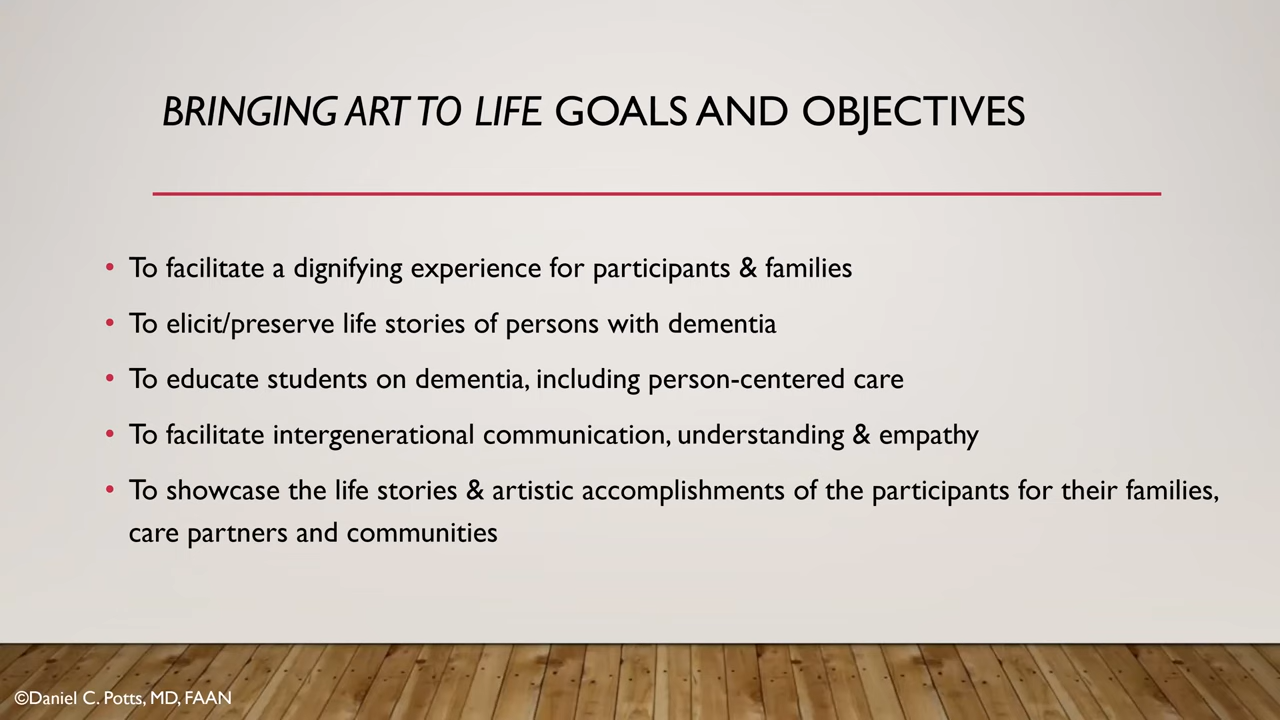 BRINGING ART TO LIFE GOALS AND OBJECTIVES
• To facilitate a dignifying experience for participants & families
• To elicit/preserve life stories of persons with dementia
• To educate students on dementia, including person-centered care
• To facilitate intergenerational communication, understanding & empathy
• To showcase the life stories & artistic accomplishments of the participants for their families,
care partners and communities
©Daniel C. Potts, MD, FAAN